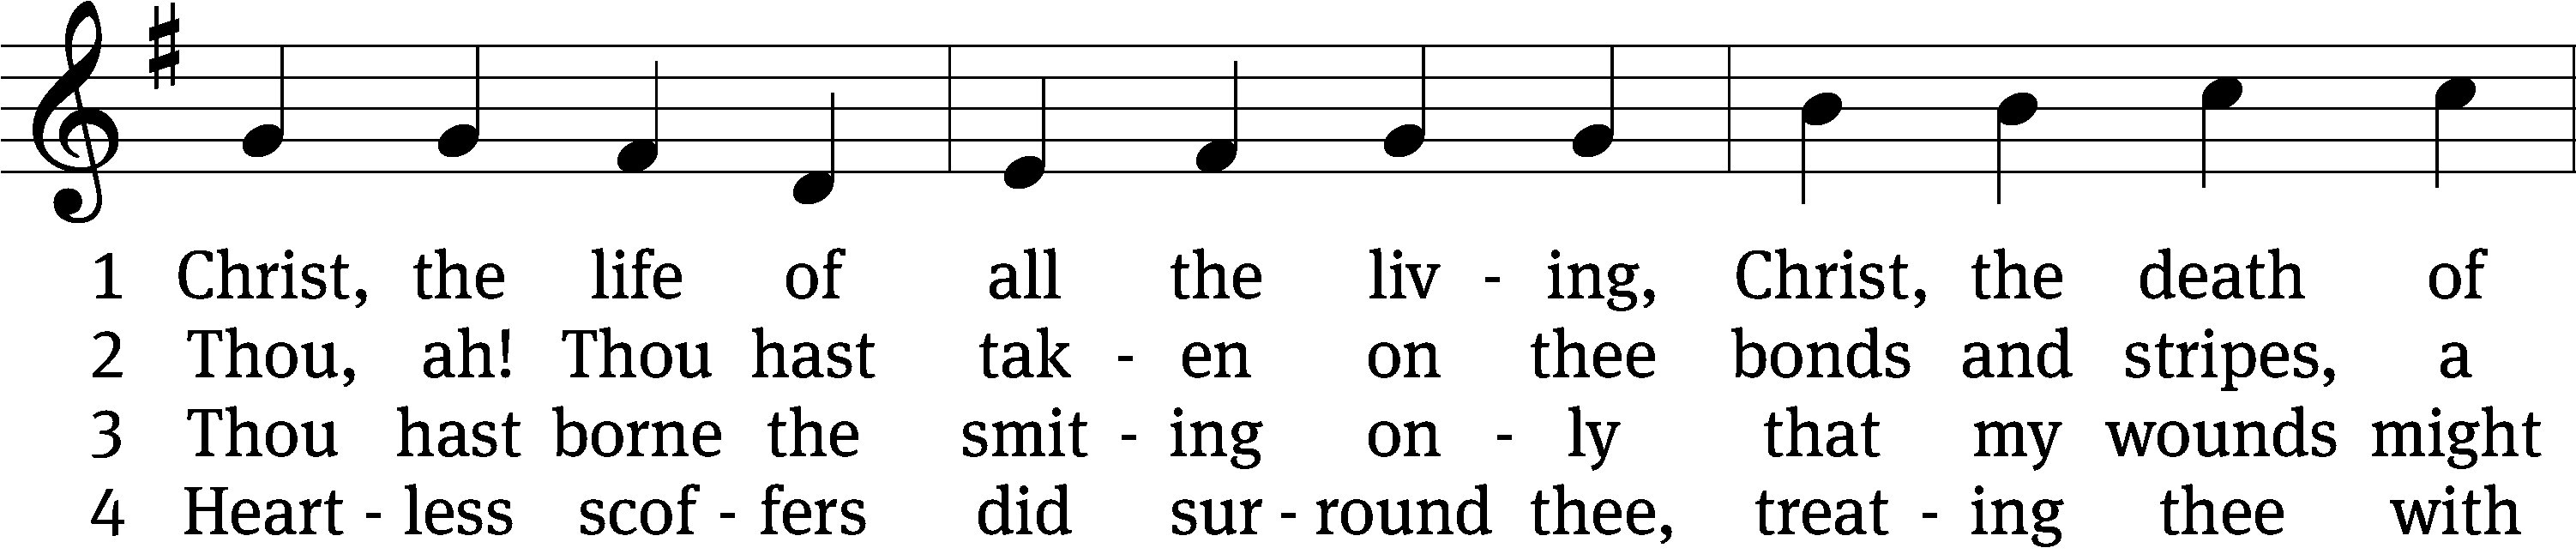 1 Christ, the life of all the liv - ing, Christ, the death of
2 Thou, ah! Thou hast tak - en on thee bonds and stripes, a
3 Thou hast borne the smit - ing on - ly that my wounds might
4 Heart - less scof - fers did sur - round thee, treat - ing thee with